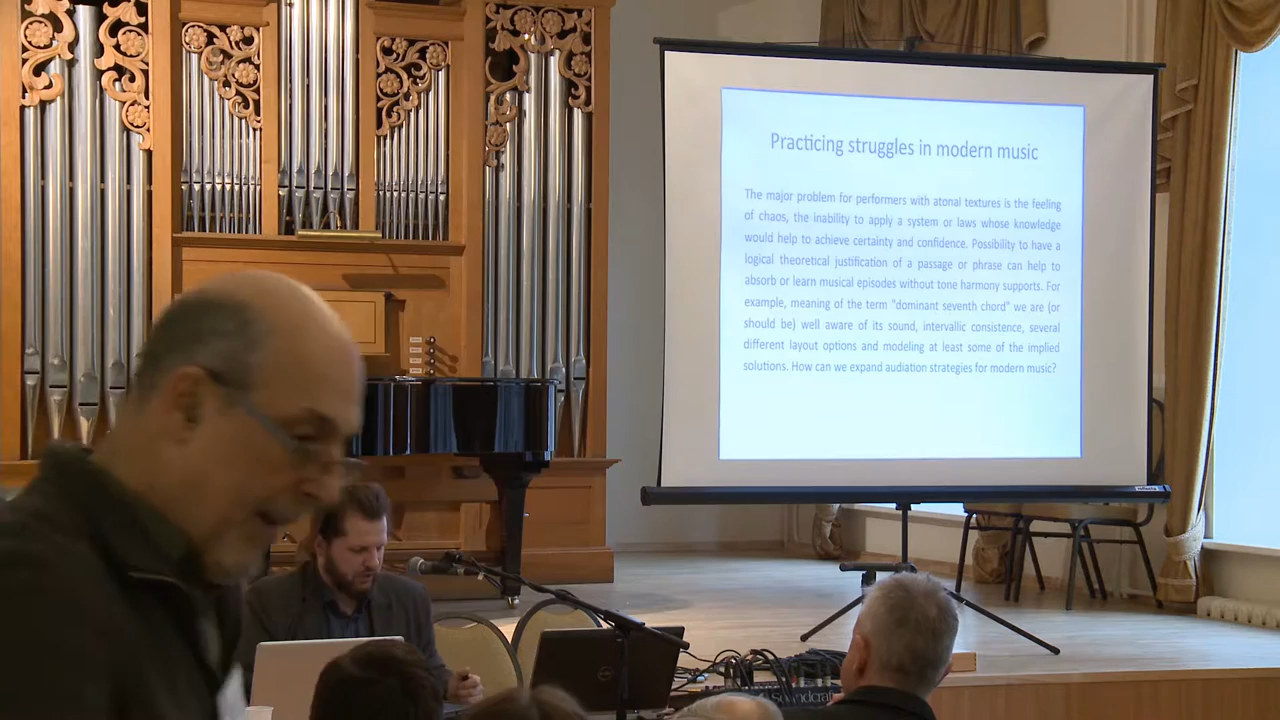 Practicing struggles in modern music
The major problem for performers with atonal textures is the feeling
of chaos, the inability to apply a system or laws whose knowledge
would help to achieve certainty and confidence. Possibility to have a
logical theoretical justification of a passage or phrase can help to
absorb or learn musical episodes without tone harmony supports. For
example, meaning of the term "dominant seventh chord" we are (or
should be) well aware of its sound, intervallic consistence, several
different layout options and modeling at least some of the implied
solutions. How can we expand audiation strategies for modern music?
DELL
Soundcraft